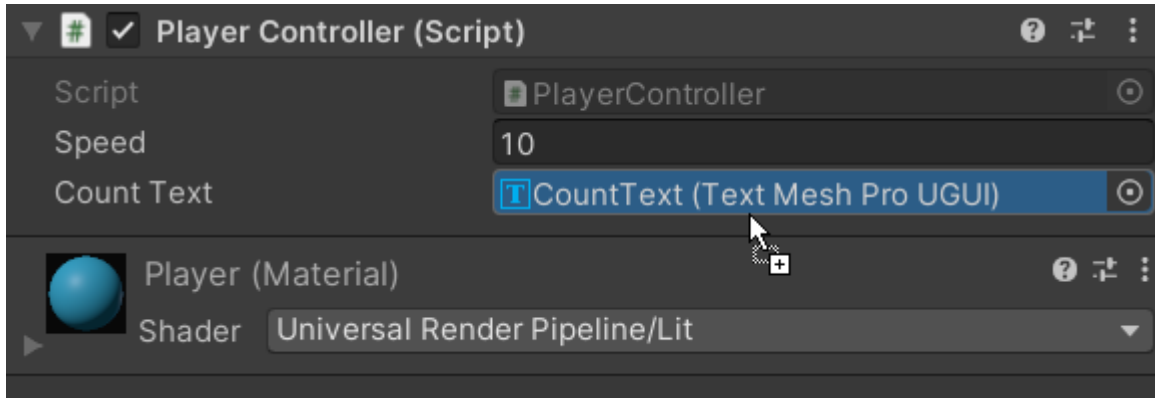 Player Controller (Script)
Script PlayerController
Speed 10
Count Text CountText (Text Mesh Pro UGUI)
Player (Material)
Shader Universal Render Pipeline/Lit